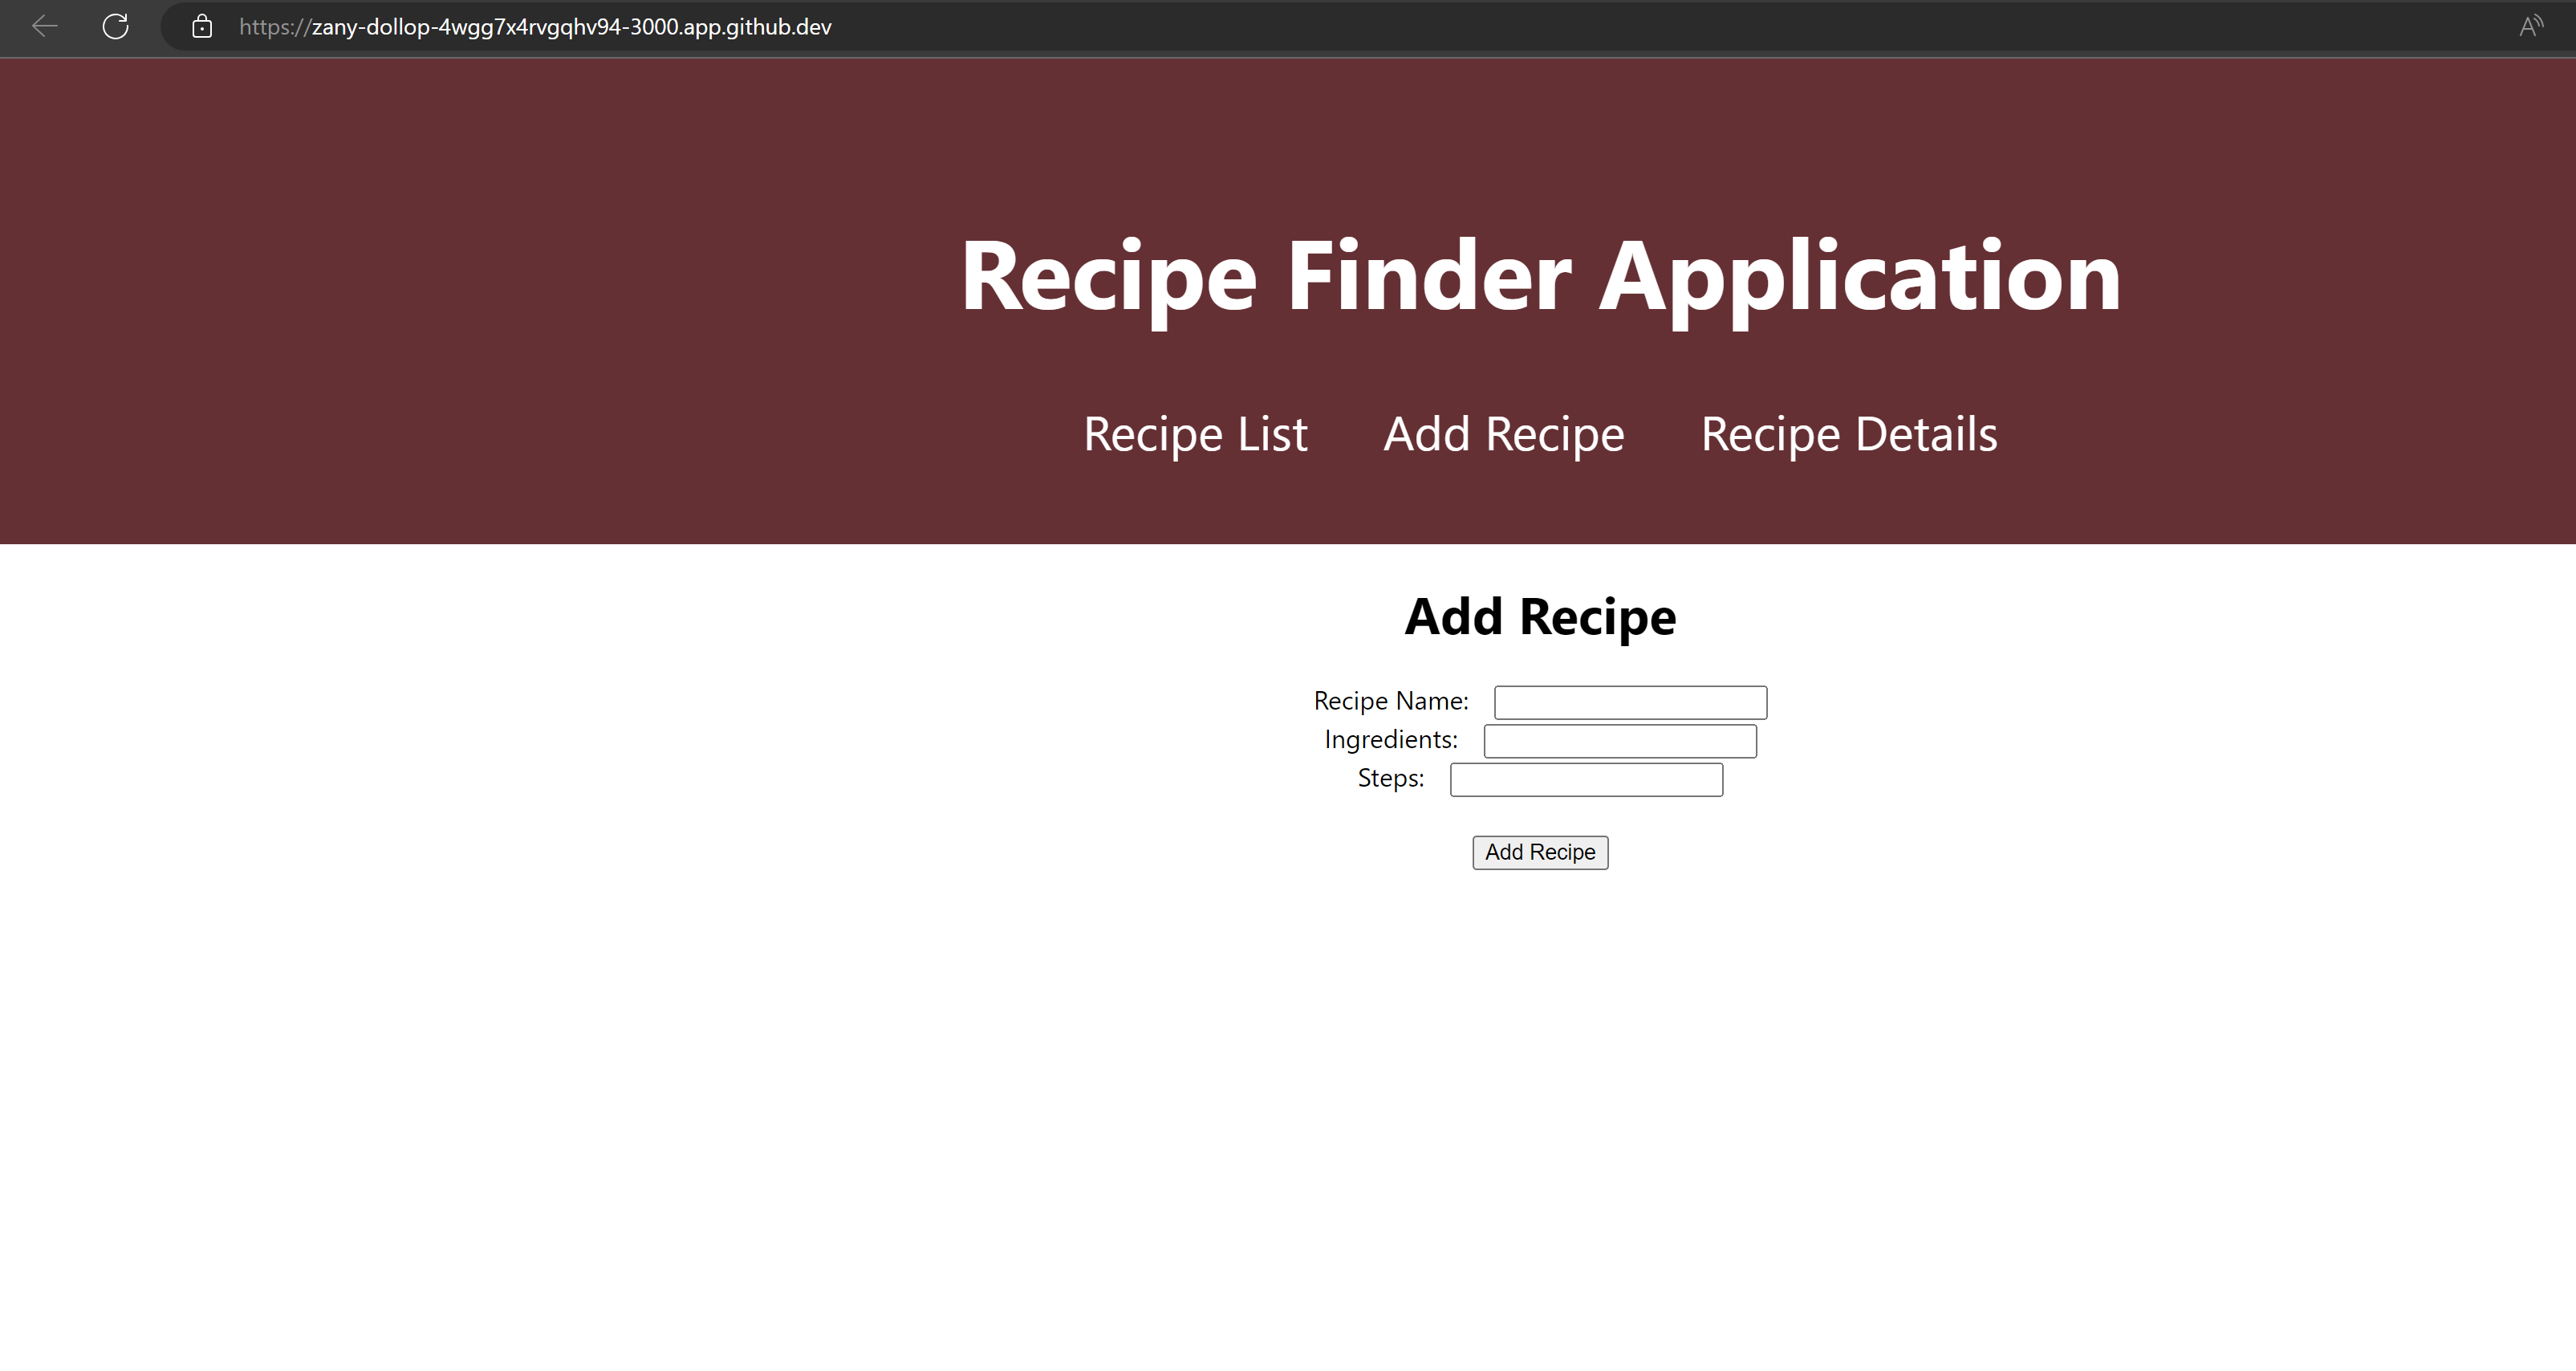 https://zany-dollop-4wgg7x4rvgqhv94-3000.app.github.dev
Recipe Finder Application
Recipe List Add Recipe Recipe Details
Add Recipe
Recipe Name:
Ingredients:
Steps:
Add Recipe